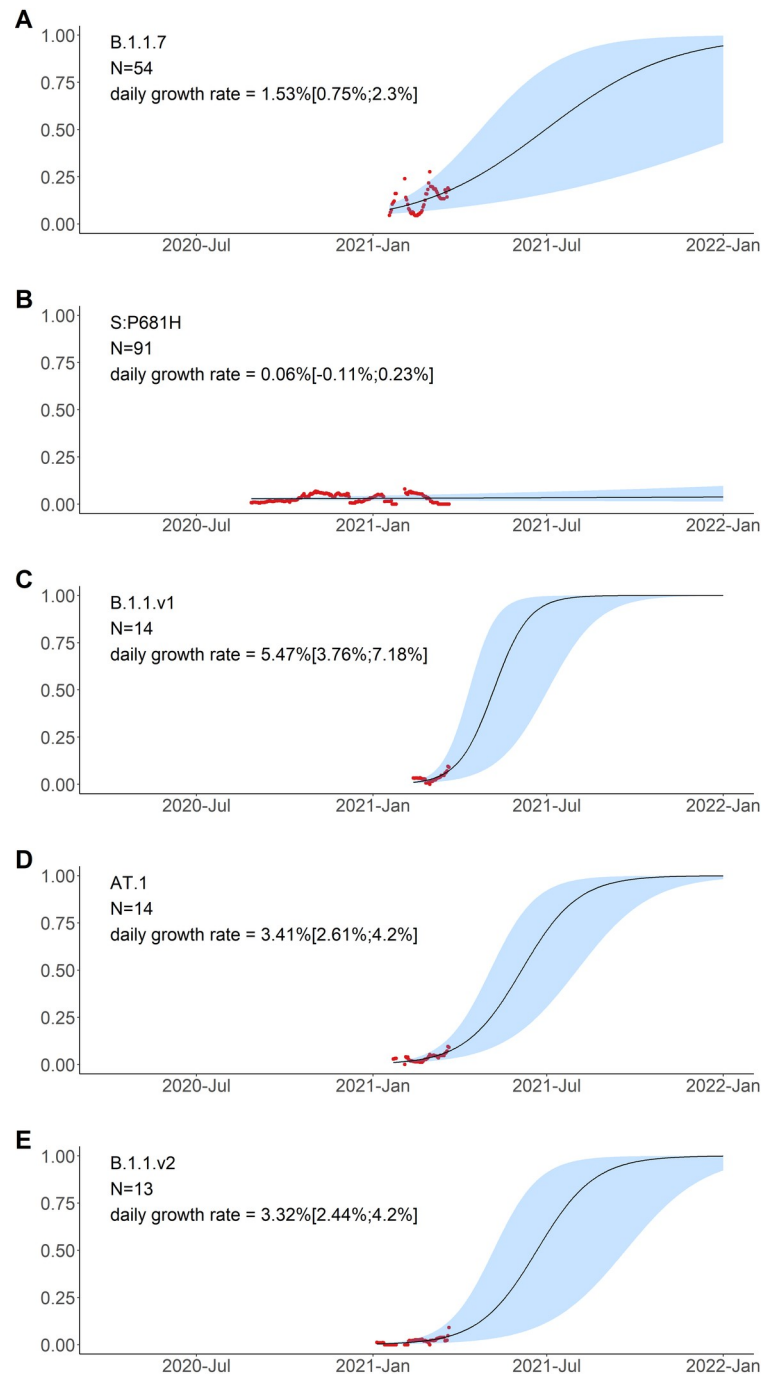 A
1.00
0.75
0.50
0.25
0.00
B.1.1.7
N=54
daily growth rate = 1.53%[0.75%;2.3%]
2020-Jul 2021-Jan 2021-Jul 2022-Jan
B
1.00
0.75
0.50
0.25
0.00
S:P681H
N=91
daily growth rate = 0.06%[-0.11%;0.23%]
2020-Jul 2021-Jan 2021-Jul 2022-Jan
C
1.00
0.75
0.50
0.25
0.00
B.1.1.v1
N=14
daily growth rate = 5.47%[3.76%;7.18%]
2020-Jul 2021-Jan 2021-Jul 2022-Jan
D
1.00
0.75
0.50
0.25
0.00
AT.1
N=14
daily growth rate = 3.41%[2.61%;4.2%]
2020-Jul 2021-Jan 2021-Jul 2022-Jan
E
1.00
0.75
0.50
0.25
0.00
B.1.1.v2
N=13
daily growth rate = 3.32%[2.44%;4.2%]
2020-Jul 2021-Jan 2021-Jul 2022-Jan